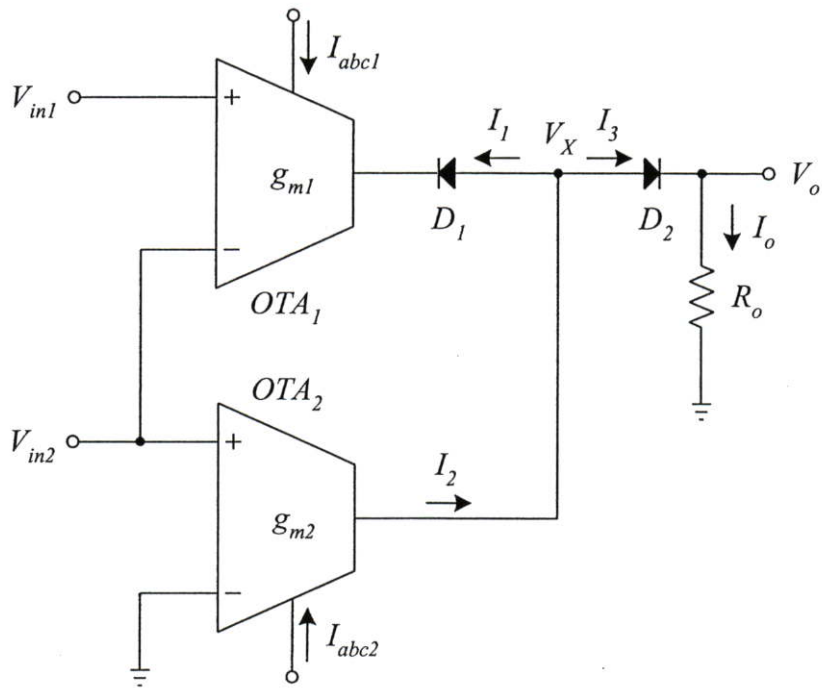 I_abc1
V_in1
+
g_m1
−
OTA_1
I_1
V_X
I_3
D_1
D_2
V_o
I_o
R_o
OTA_2
V_in2
+
g_m2
−
I_2
I_abc2